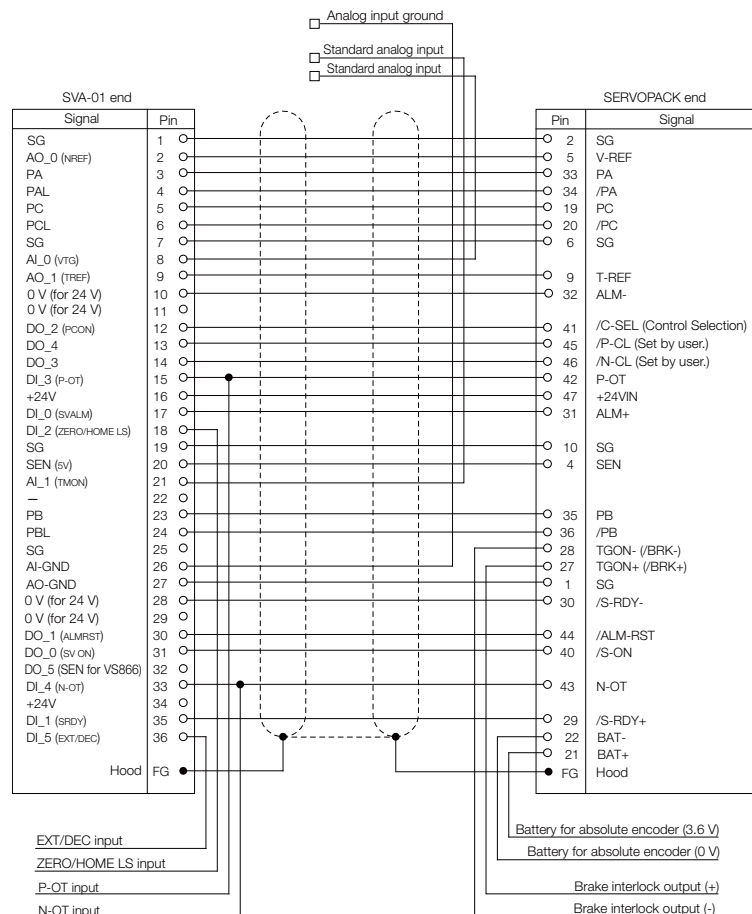 Analog input ground
Standard analog input
Standard analog input
SVA-01 end
SERVOPACK end
Signal Pin
Pin Signal
SG 1 2 SG
AO_0 (NREF) 2 5 V-REF
PA 3 33 PA
PAL 4 34 /PA
PC 5 19 PC
PCL 6 20 /PC
SG 7 6 SG
AI_0 (VTG) 8
AO_1 (TREF) 9 9 T-REF
0 V (for 24 V) 10 32 ALM-
0 V (for 24 V) 11
DO_2 (PCON) 12 41 /C-SEL (Control Selection)
DO_4 13 45 /P-CL (Set by user.)
DO_3 14 46 /N-CL (Set by user.)
DI_3 (P-OT) 15 42 P-OT
+24V 16 47 +24VIN
DI_0 (SVALM) 17 31 ALM+
DI_2 (ZERO/HOME LS) 18
SG 19 10 SG
SEN (5V) 20 4 SEN
AI_1 (TMON) 21
– 22
PB 23 35 PB
PBL 24 36 /PB
SG 25 28 TGON- (/BRK-)
AI-GND 26 27 TGON+ (/BRK+)
AO-GND 27 1 SG
0 V (for 24 V) 28 30 /S-RDY-
0 V (for 24 V) 29
DO_1 (ALMRST) 30 44 /ALM-RST
DO_0 (SV ON) 31 40 /S-ON
DO_5 (SEN for VS866) 32
DI_4 (N-OT) 33 43 N-OT
+24V 34
DI_1 (SRDY) 35 29 /S-RDY+
DI_5 (EXT/DEC) 36 22 BAT-
21 BAT+
Hood FG FG Hood
EXT/DEC input
ZERO/HOME LS input
P-OT input
N-OT input
Battery for absolute encoder (3.6 V)
Battery for absolute encoder (0 V)
Brake interlock output (+)
Brake interlock output (-)